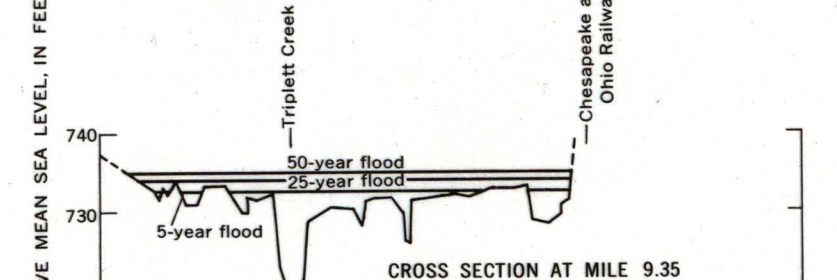 VE MEAN SEA LEVEL, IN FEE
Triplett Creek
Chesapeake a
Ohio Railwa
740
50-year flood
25-year flood
730
5-year flood
CROSS SECTION AT MILE 9.35